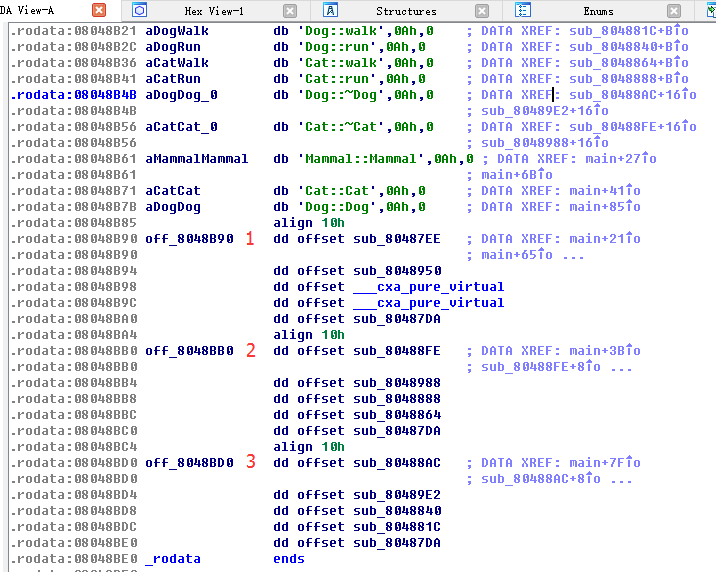 DA View-A Hex View-1 Structures Enums
.rodata:08048B21 aDogWalk db 'Dog::walk',0Ah,0 ; DATA XREF: sub_804881C+B↑o
.rodata:08048B2C aDogRun db 'Dog::run',0Ah,0 ; DATA XREF: sub_8048840+B↑o
.rodata:08048B36 aCatWalk db 'Cat::walk',0Ah,0 ; DATA XREF: sub_8048864+B↑o
.rodata:08048B41 aCatRun db 'Cat::run',0Ah,0 ; DATA XREF: sub_8048888+B↑o
.rodata:08048B4B aDogDog_0 db 'Dog::~Dog',0Ah,0 ; DATA XREF: sub_80488AC+16↑o
.rodata:08048B4B ; sub_80489E2+16↑o
.rodata:08048B56 aCatCat_0 db 'Cat::~Cat',0Ah,0 ; DATA XREF: sub_80488FE+16↑o
.rodata:08048B56 ; sub_8048988+16↑o
.rodata:08048B61 aMammalMammal db 'Mammal::Mammal',0Ah,0 ; DATA XREF: main+27↑o
.rodata:08048B61 ; main+6B↑o
.rodata:08048B71 aCatCat db 'Cat::Cat',0Ah,0 ; DATA XREF: main+41↑o
.rodata:08048B7B aDogDog db 'Dog::Dog',0Ah,0 ; DATA XREF: main+85↑o
.rodata:08048B85 align 10h
.rodata:08048B90 off_8048B90 1 dd offset sub_80487EE ; DATA XREF: main+21↑o
.rodata:08048B90 ; main+65↑o ...
.rodata:08048B94 dd offset sub_8048950
.rodata:08048B98 dd offset ___cxa_pure_virtual
.rodata:08048B9C dd offset ___cxa_pure_virtual
.rodata:08048BA0 dd offset sub_80487DA
.rodata:08048BA4 align 10h
.rodata:08048BB0 off_8048BB0 2 dd offset sub_80488FE ; DATA XREF: main+3B↑o
.rodata:08048BB0 ; sub_80488FE+8↑o ...
.rodata:08048BB4 dd offset sub_8048988
.rodata:08048BB8 dd offset sub_8048888
.rodata:08048BBC dd offset sub_8048864
.rodata:08048BC0 dd offset sub_80487DA
.rodata:08048BC4 align 10h
.rodata:08048BD0 off_8048BD0 3 dd offset sub_80488AC ; DATA XREF: main+7F↑o
.rodata:08048BD0 ; sub_80488AC+8↑o ...
.rodata:08048BD4 dd offset sub_80489E2
.rodata:08048BD8 dd offset sub_8048840
.rodata:08048BDC dd offset sub_804881C
.rodata:08048BE0 dd offset sub_80487DA
.rodata:08048BE0 _rodata ends